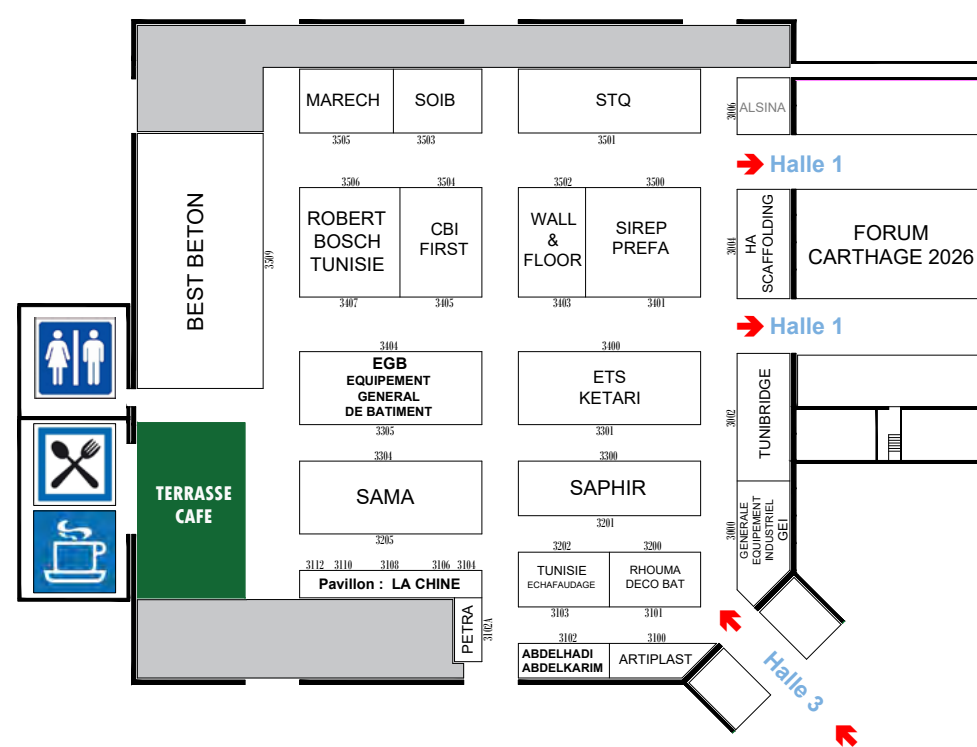 MARECH
SOIB
STQ
3006
ALSINA
3505
3503
3501
Halle 1
3506
3504
3502
3500
BEST BETON
3509
ROBERT
BOSCH
TUNISIE
CBI
FIRST
WALL
&
FLOOR
SIREP
PREFA
3004
HA
SCAFFOLDING
FORUM
CARTHAGE 2026
3407
3405
3403
3401
Halle 1
3404
3400
EGB
EQUIPEMENT
GENERAL
DE BATIMENT
ETS
KETARI
3002
TUNIBRIDGE
3305
3301
3304
3300
TERRASSE
CAFE
SAMA
SAPHIR
3205
3201
3000
GENERALE
EQUIPEMENT
INDUSTRIEL
GEI
3202
3200
3112 3110 3108 3106 3104
Pavillon : LA CHINE
TUNISIE
ECHAFAUDAGE
RHOUMA
DECO BAT
3103
3101
PETRA
3102A
3102
3100
ABDELHADI
ABDELKARIM
ARTIPLAST
Halle 3